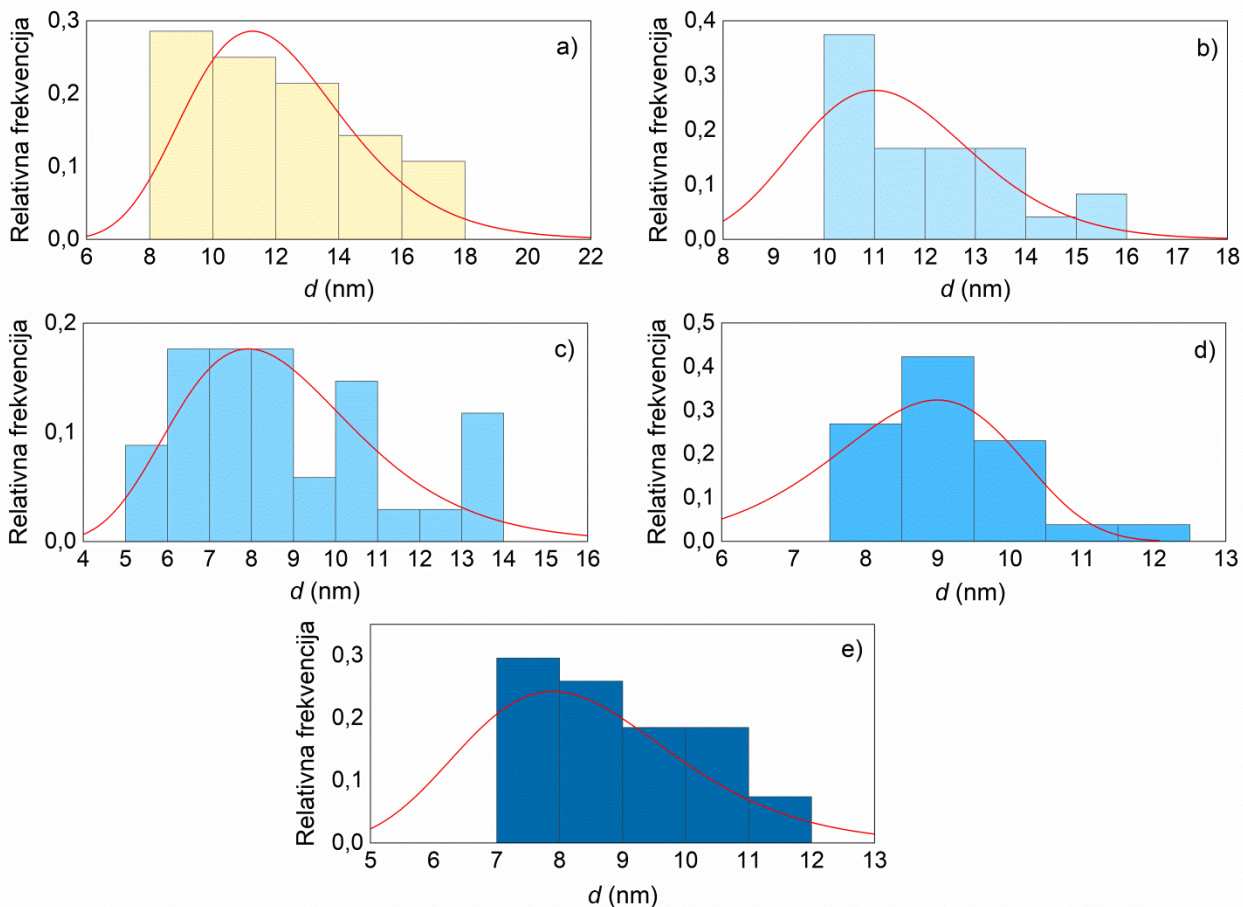 Relativna frekvencija
0,3
0,2
0,1
0,0
a)
6 8 10 12 14 16 18 20 22
d (nm)
Relativna frekvencija
0,4
0,3
0,2
0,1
0,0
b)
8 9 10 11 12 13 14 15 16 17 18
d (nm)
Relativna frekvencija
0,2
0,1
0,0
c)
4 5 6 7 8 9 10 11 12 13 14 15 16
d (nm)
Relativna frekvencija
0,5
0,4
0,3
0,2
0,1
0,0
d)
6 7 8 9 10 11 12 13
d (nm)
Relativna frekvencija
0,3
0,2
0,1
0,0
e)
5 6 7 8 9 10 11 12 13
d (nm)